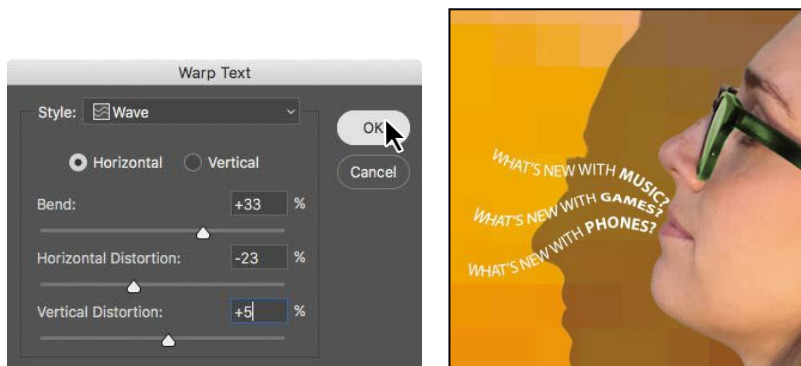 Warp Text
Style: Wave
OK
Horizontal Vertical
Cancel
Bend: +33 %
Horizontal Distortion: -23 %
Vertical Distortion: +5 %
WHAT'S NEW WITH MUSIC?
WHAT'S NEW WITH GAMES?
WHAT'S NEW WITH PHONES?